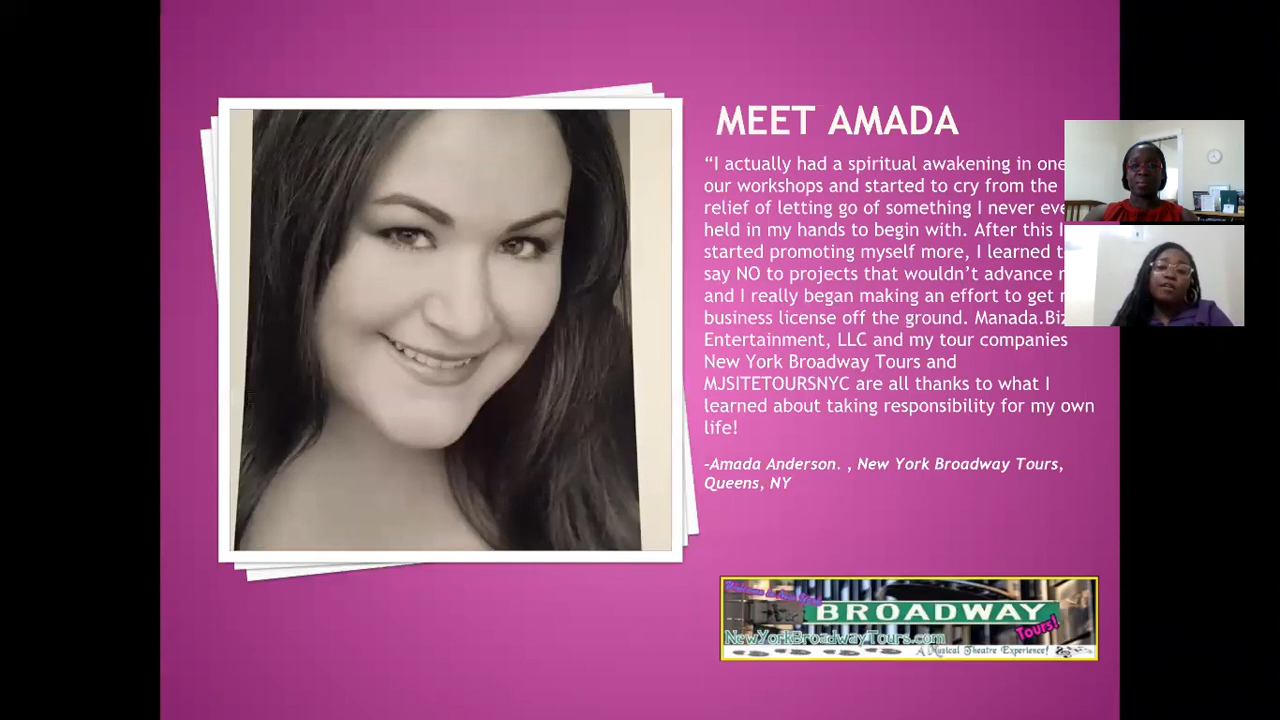 MEET AMADA
“I actually had a spiritual awakening in one
our workshops and started to cry from the
relief of letting go of something I never eve
held in my hands to begin with. After this I
started promoting myself more, I learned t
say NO to projects that wouldn’t advance
and I really began making an effort to get
business license off the ground. Manada.Biz
Entertainment, LLC and my tour companies
New York Broadway Tours and
MJSITETOURSNYC are all thanks to what I
learned about taking responsibility for my own
life!
-Amada Anderson. , New York Broadway Tours,
Queens, NY
Welcome to New York
BROADWAY
Tours!
NewYorkBroadwayTours.com
A Musical Theatre Experience!